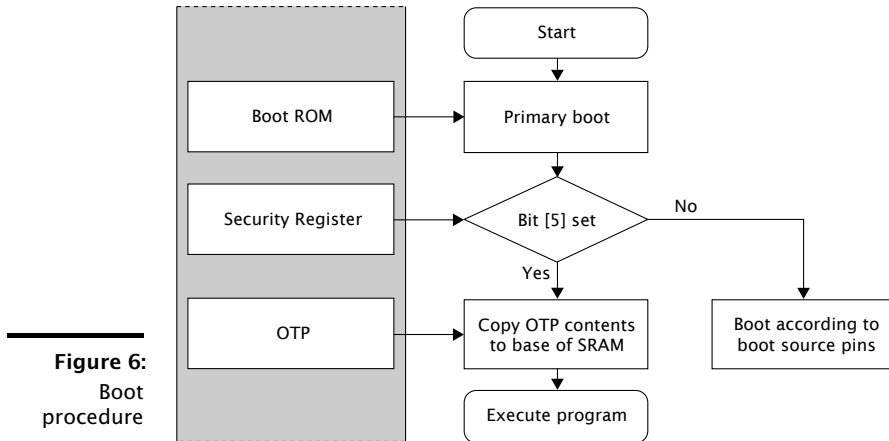 Start
Boot ROM
Primary boot
Security Register
Bit [5] set
No
Yes
OTP
Copy OTP contents
to base of SRAM
Boot according to
boot source pins
Execute program
Figure 6:
Boot
procedure